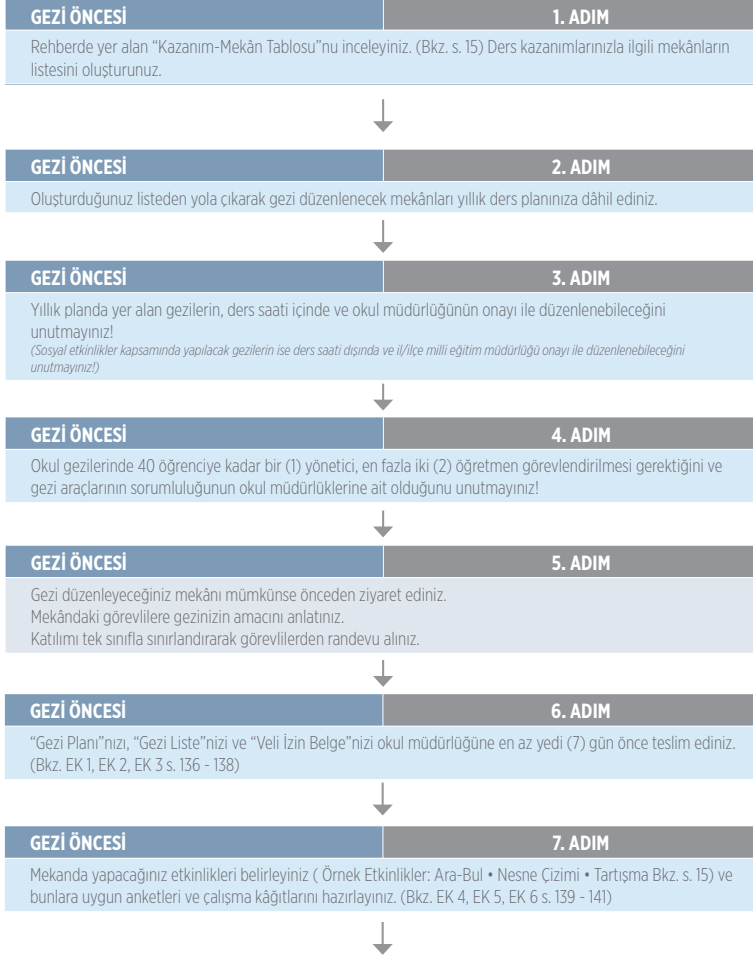 GEZİ ÖNCESİ 1. ADIM
Rehberde yer alan “Kazanım-Mekân Tablosu”nu inceleyiniz. (Bkz. s. 15) Ders kazanımlarınızla ilgili mekânların
listesini oluşturunuz.
GEZİ ÖNCESİ 2. ADIM
Oluşturduğunuz listeden yola çıkarak gezi düzenlenecek mekânları yıllık ders planınıza dâhil ediniz.
GEZİ ÖNCESİ 3. ADIM
Yıllık planda yer alan gezilerin, ders saati içinde ve okul müdürlüğünün onayı ile düzenlenebileceğini
unutmayınız!
(Sosyal etkinlikler kapsamında yapılacak gezilerin ise ders saati dışında ve il/ilçe milli eğitim müdürlüğü onayı ile düzenlenebileceğini
unutmayınız!)
GEZİ ÖNCESİ 4. ADIM
Okul gezilerinde 40 öğrenciye kadar bir (1) yönetici, en fazla iki (2) öğretmen görevlendirilmesi gerektiğini ve
gezi araçlarının sorumluluğunun okul müdürlüklerine ait olduğunu unutmayınız!
GEZİ ÖNCESİ 5. ADIM
Gezi düzenleyeceğiniz mekânı mümkünse önceden ziyaret ediniz.
Mekândaki görevlilere gezinizin amacını anlatınız.
Katılımı tek sınıfla sınırlandırarak görevlilerden randevu alınız.
GEZİ ÖNCESİ 6. ADIM
“Gezi Planı”nızı, “Gezi Liste”nizi ve “Veli İzin Belge”nizi okul müdürlüğüne en az yedi (7) gün önce teslim ediniz.
(Bkz. EK 1, EK 2, EK 3 s. 136 - 138)
GEZİ ÖNCESİ 7. ADIM
Mekanda yapacağınız etkinlikleri belirleyiniz ( Örnek Etkinlikler: Ara-Bul • Nesne Çizimi • Tartışma Bkz. s. 15) ve
bunlara uygun anketleri ve çalışma kâğıtlarını hazırlayınız. (Bkz. EK 4, EK 5, EK 6 s. 139 - 141)